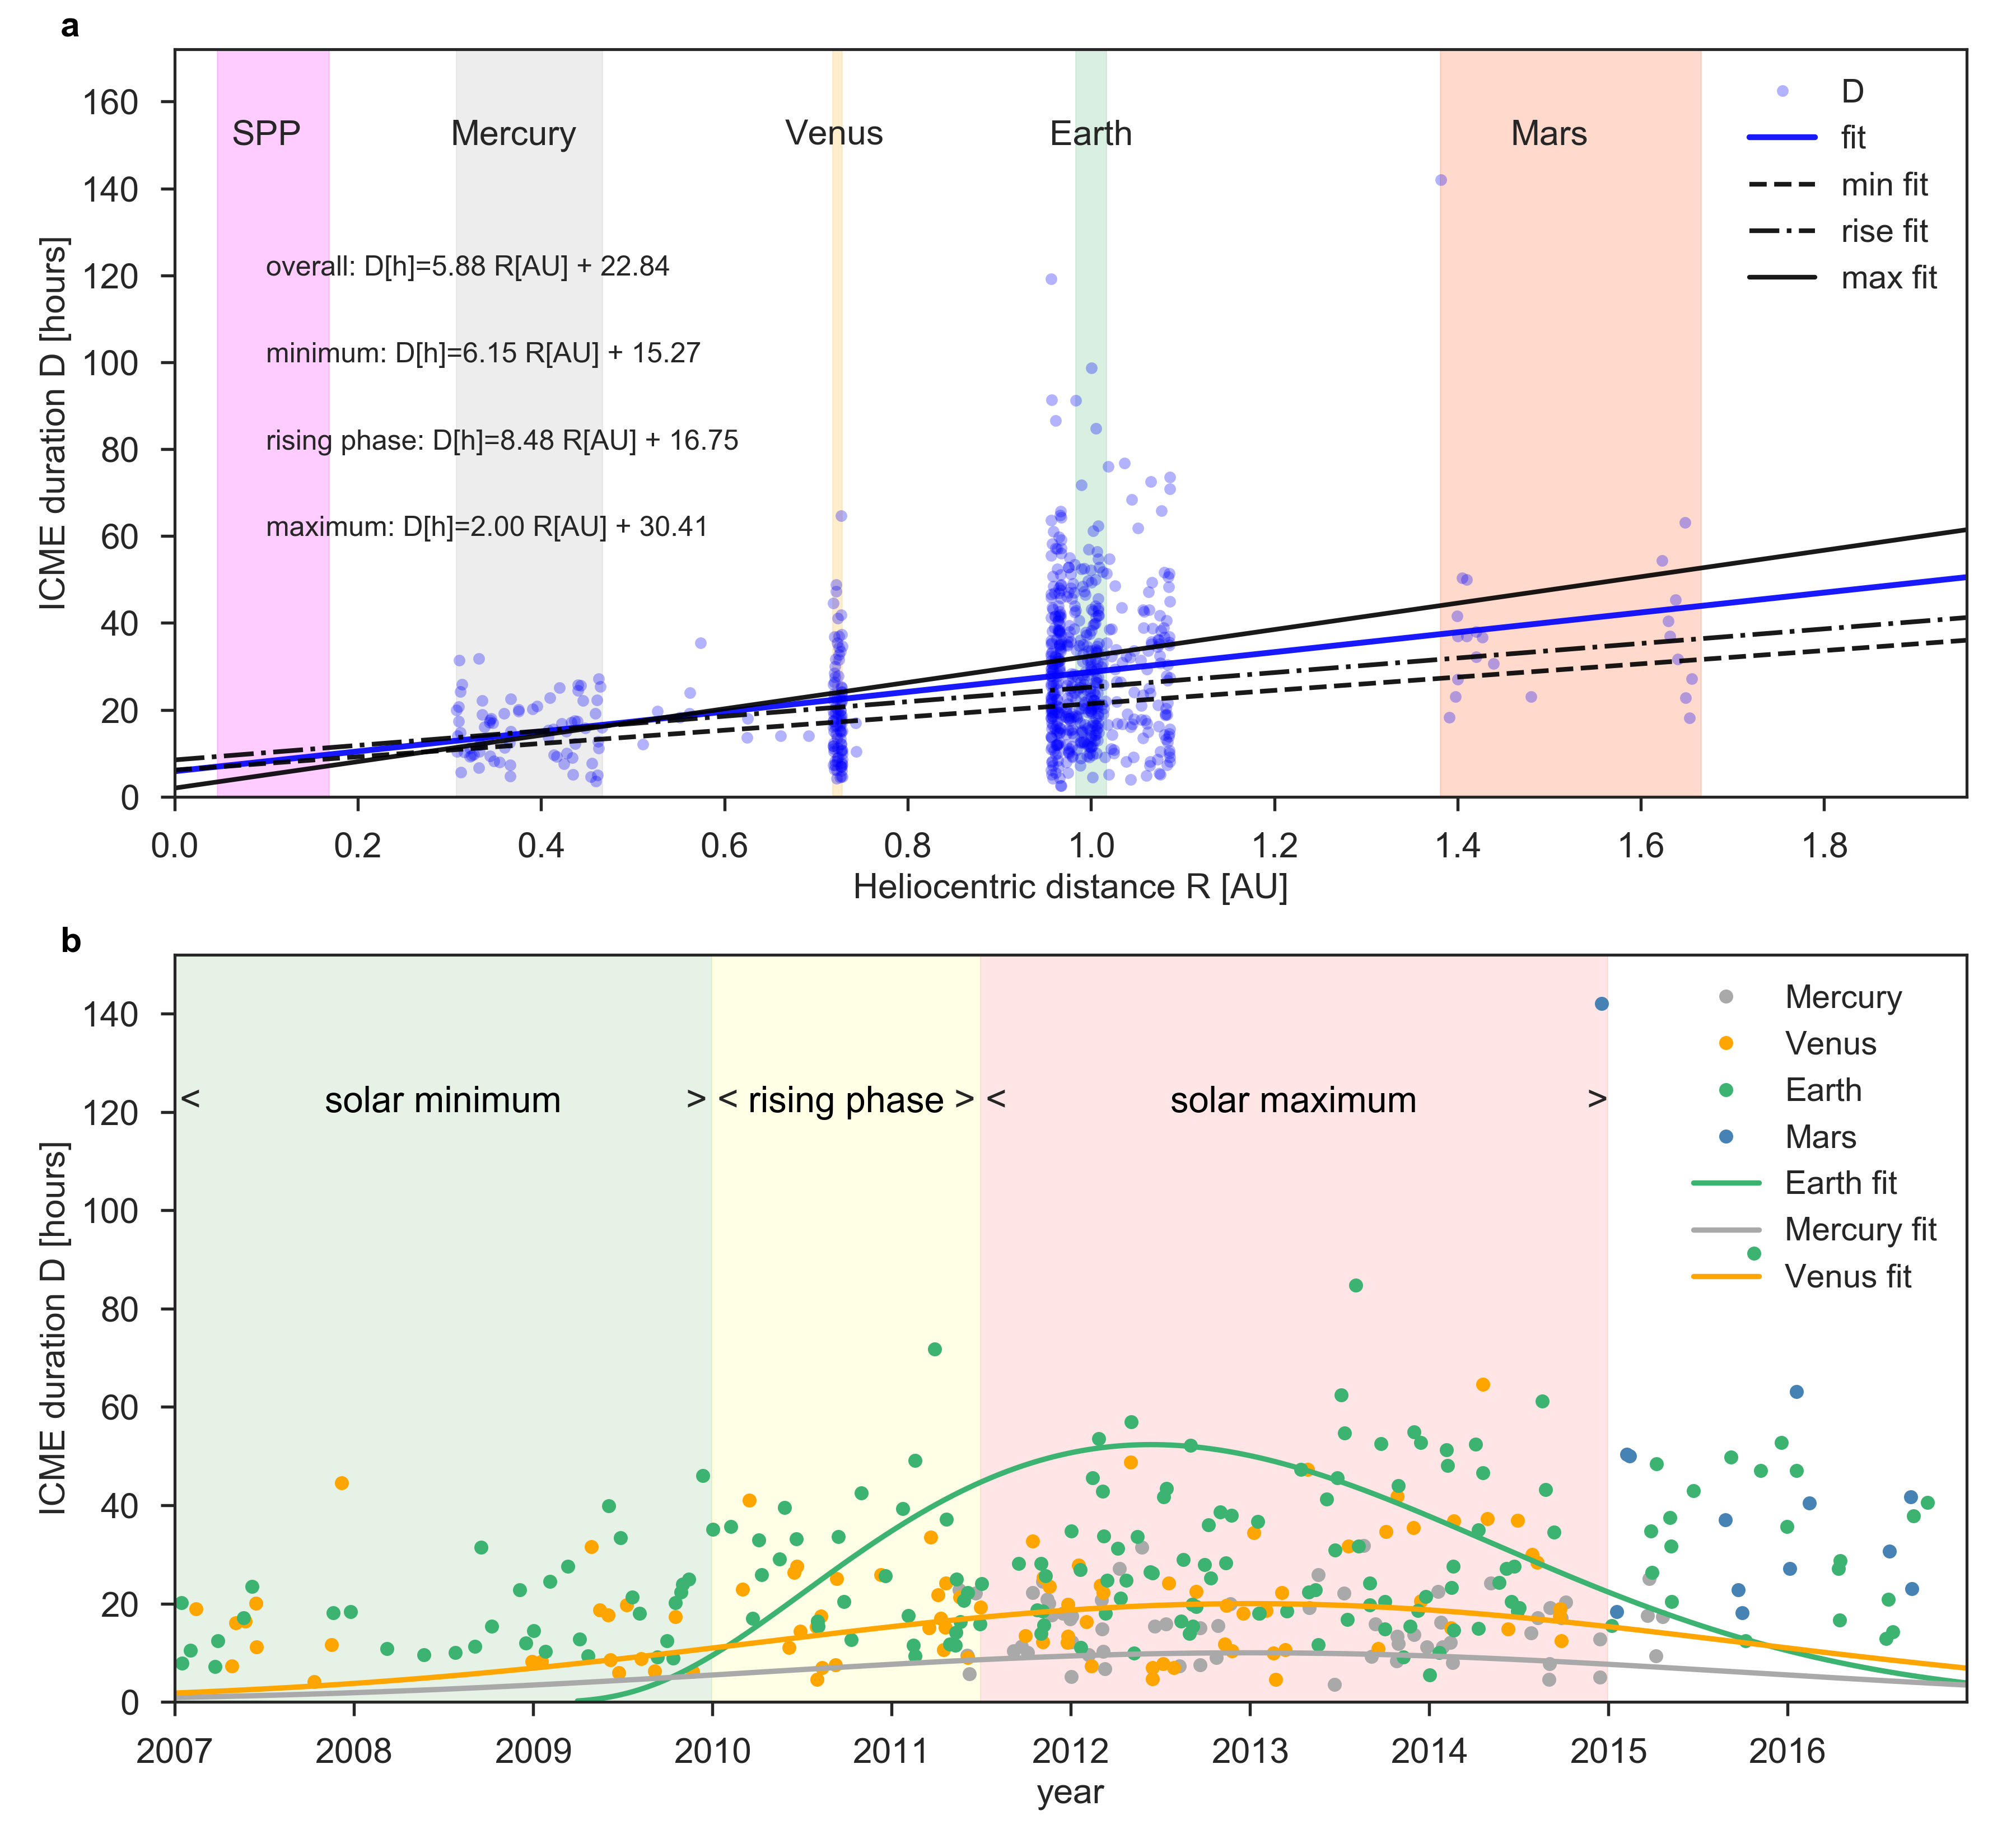 a
160
140
120
100
80
60
40
20
0
ICME duration D [hours]
SPP
Mercury
Venus
Earth
Mars
D
fit
min fit
rise fit
max fit
overall: D[h]=5.88 R[AU] + 22.84
minimum: D[h]=6.15 R[AU] + 15.27
rising phase: D[h]=8.48 R[AU] + 16.75
maximum: D[h]=2.00 R[AU] + 30.41
0.0 0.2 0.4 0.6 0.8 1.0 1.2 1.4 1.6 1.8
Heliocentric distance R [AU]
b
140
120
100
80
60
40
20
0
ICME duration D [hours]
< solar minimum > < rising phase > < solar maximum >
Mercury
Venus
Earth
Mars
Earth fit
Mercury fit
Venus fit
2007 2008 2009 2010 2011 2012 2013 2014 2015 2016
year